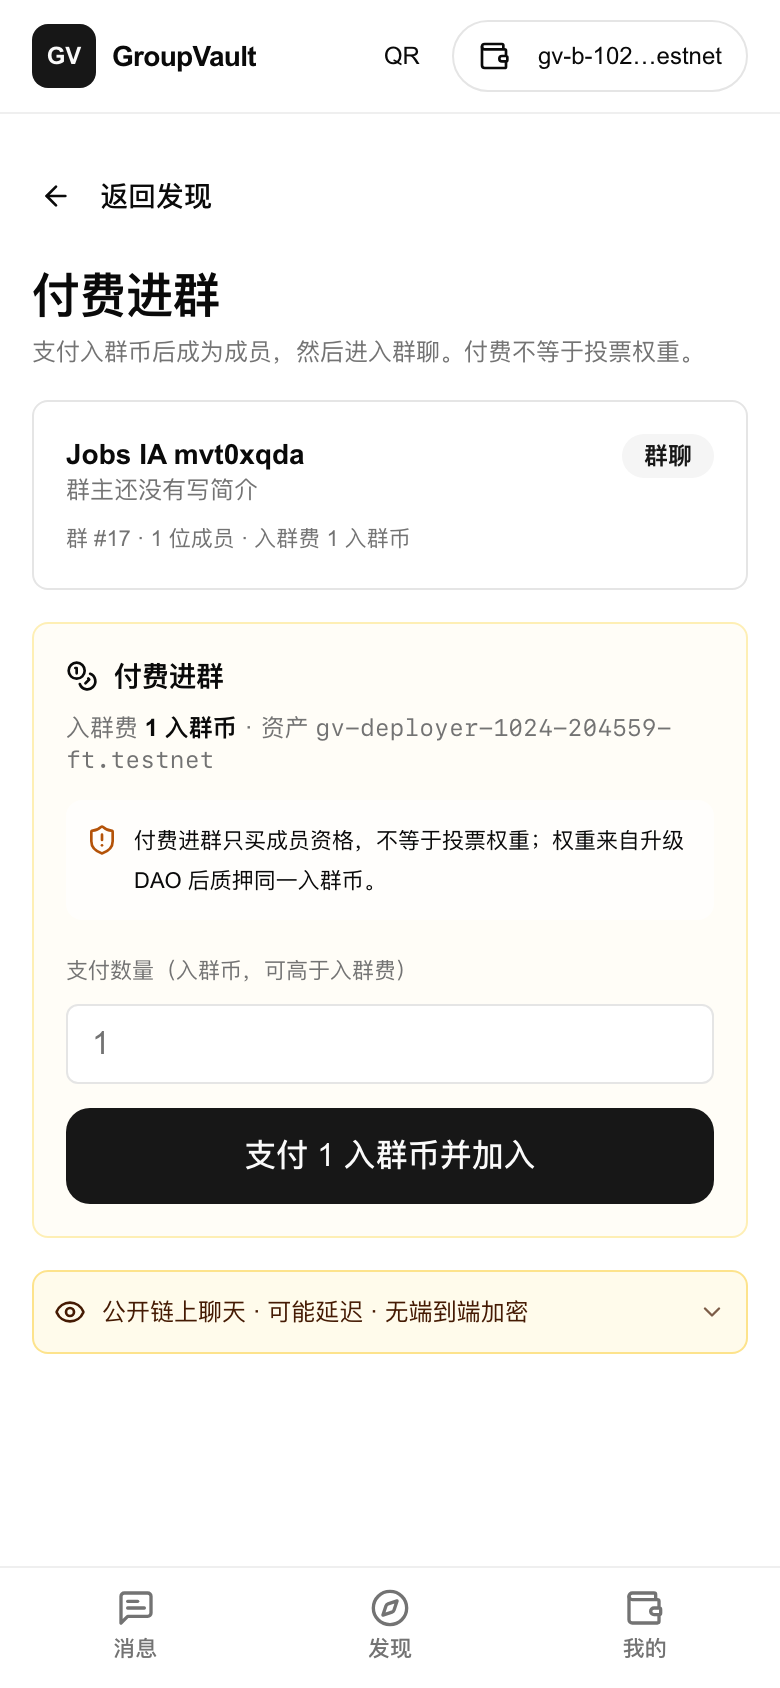 GV GroupVault QR gv-b-102...estnet
返回发现
付费进群
支付入群币后成为成员，然后进入群聊。付费不等于投票权重。
Jobs IA mvt0xqda 群聊
群主还没有写简介
群 #17 · 1 位成员 · 入群费 1 入群币
付费进群
入群费 1 入群币 · 资产 gv-deployer-1024-204559-
ft.testnet
付费进群只买成员资格，不等于投票权重；权重来自升级
DAO 后质押同一入群币。
支付数量（入群币，可高于入群费）
1
支付 1 入群币并加入
公开链上聊天 · 可能延迟 · 无端到端加密
消息 发现 我的